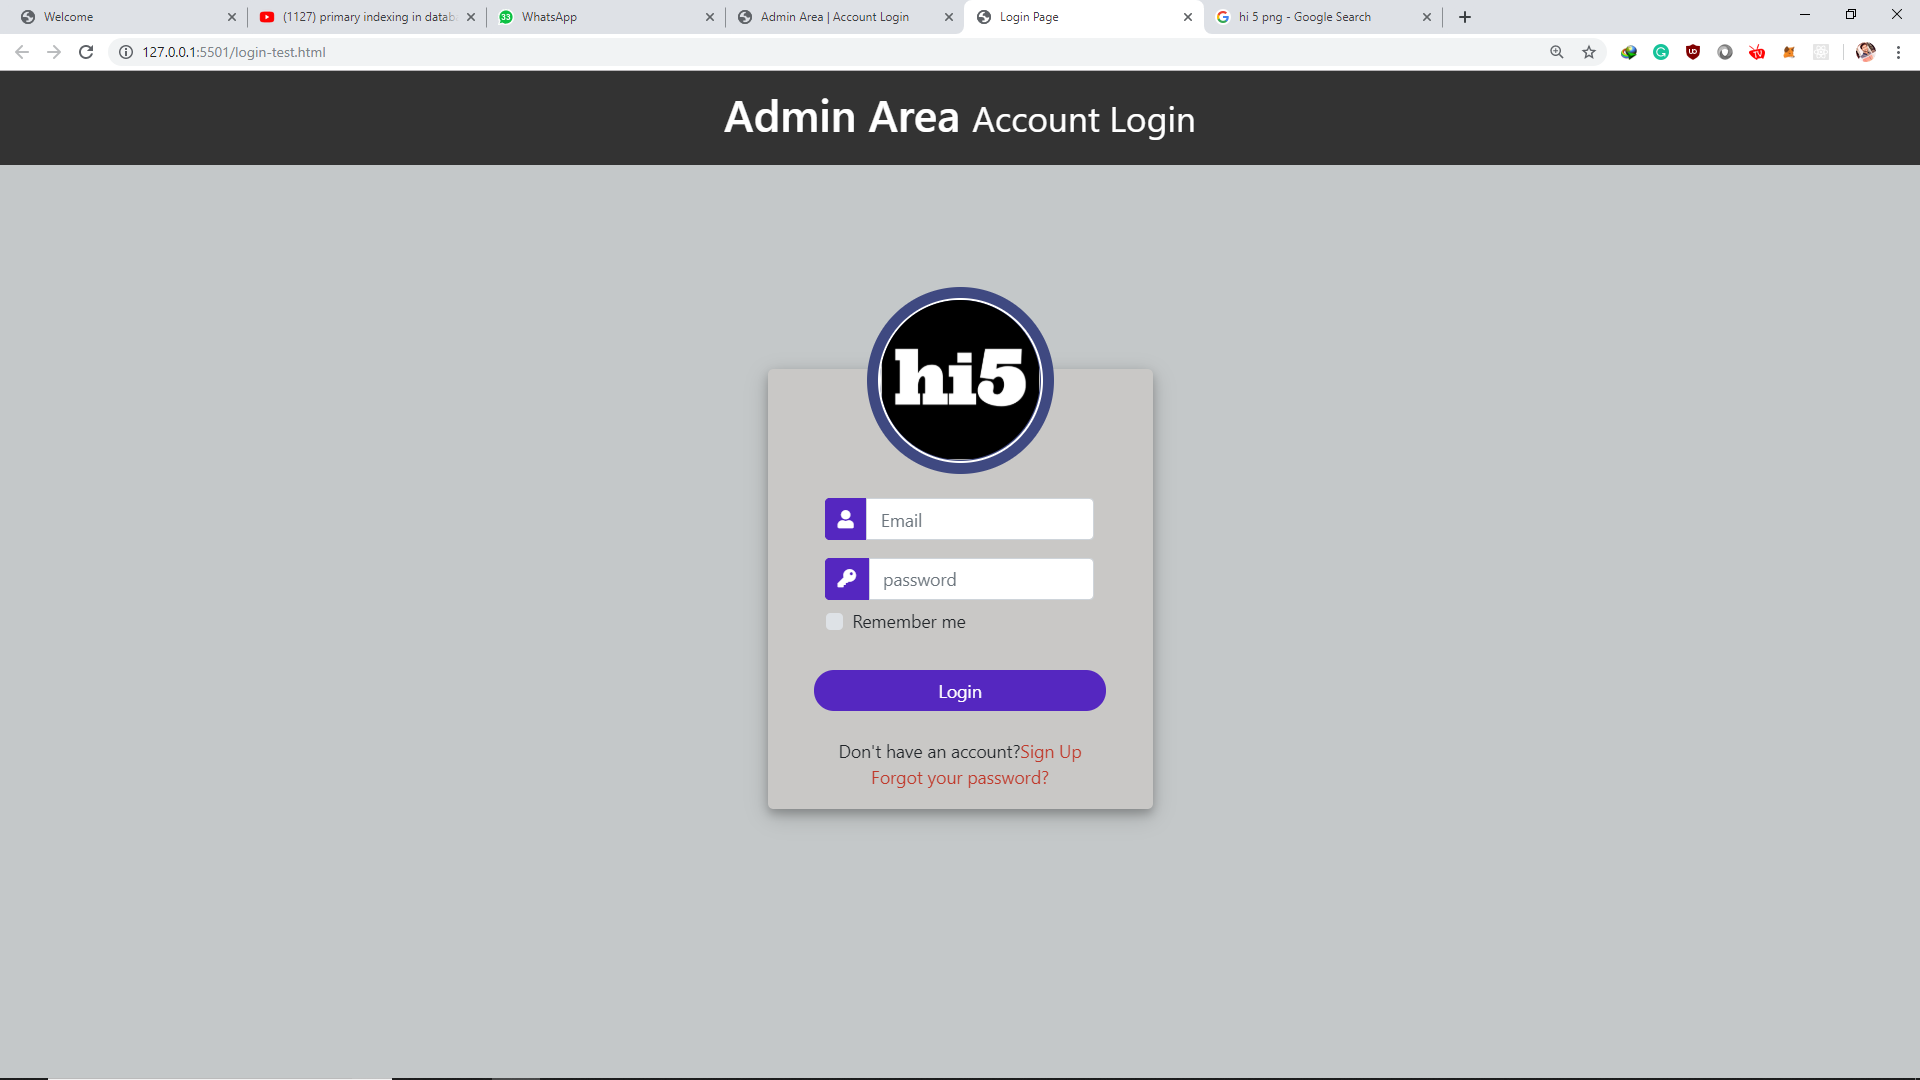 Welcome
(1127) primary indexing in datab
WhatsApp
Admin Area | Account Login
Login Page
hi 5 png - Google Search
127.0.0.1:5501/login-test.html
Admin Area Account Login
hi5
Email
password
Remember me
Login
Don't have an account?Sign Up
Forgot your password?